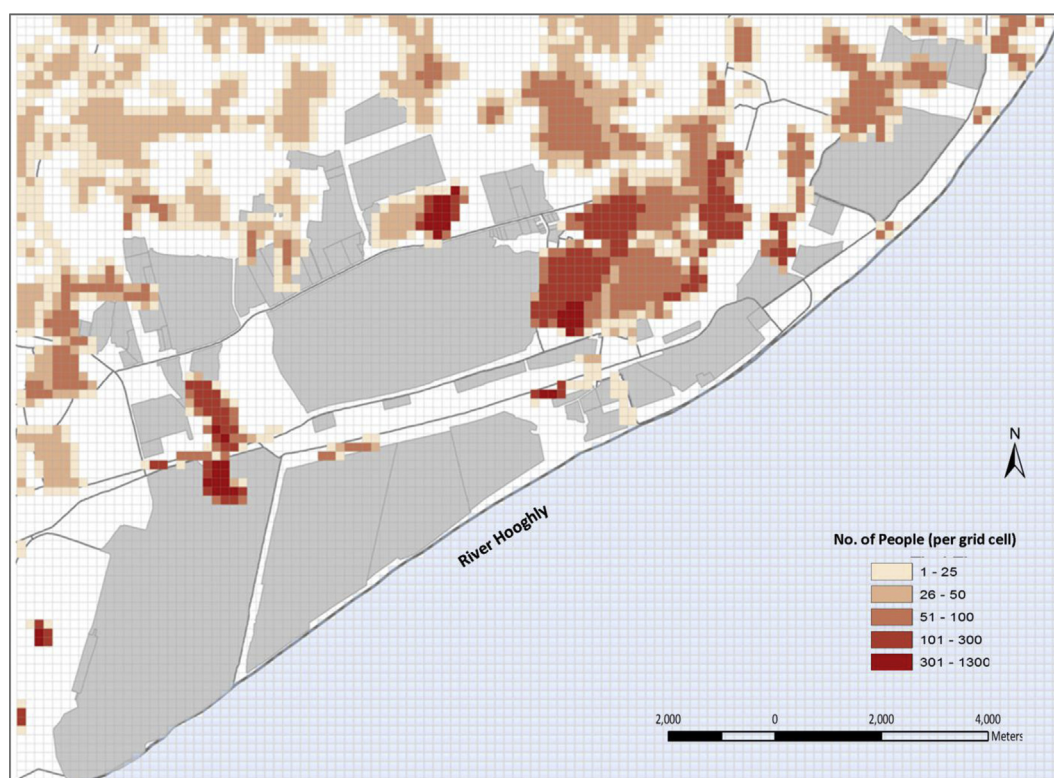 N
River Hooghly
No. of People (per grid cell)
1 - 25
26 - 50
51 - 100
101 - 300
301 - 1300
2,000 0 2,000 4,000
Meters